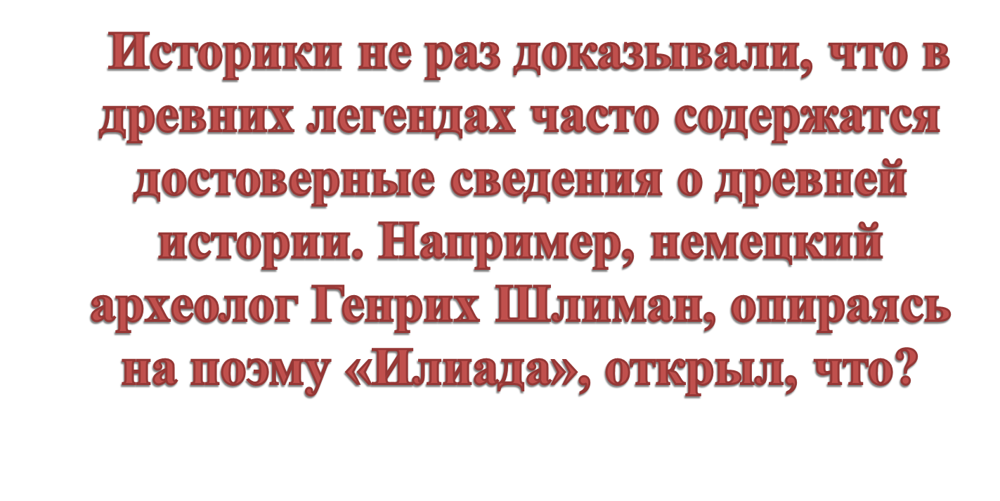 Историки не раз доказывали, что в
древних легендах часто содержатся
достоверные сведения о древней
истории. Например, немецкий
археолог Генрих Шлиман, опираясь
на поэму «Илиада», открыл, что?